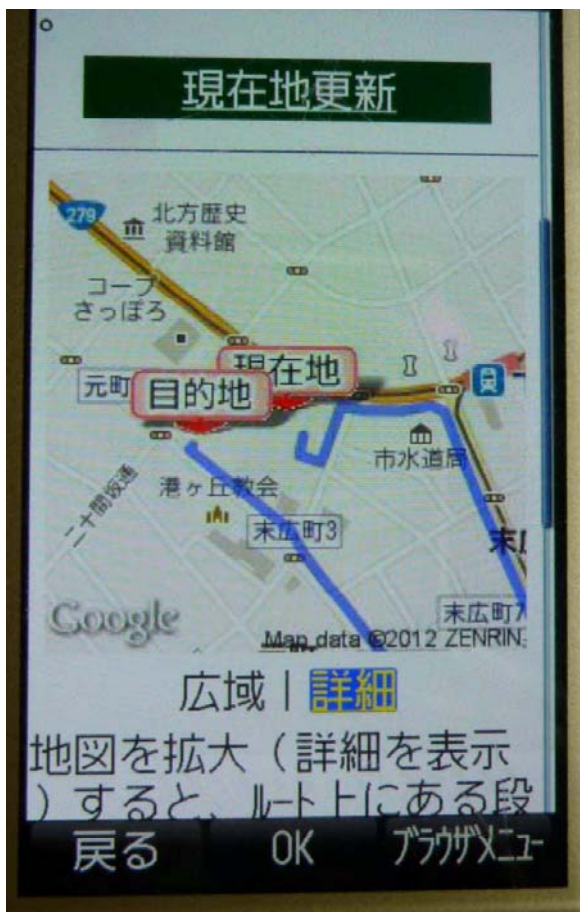 。
現在地更新
279
北方歴史
資料館
コープ
さっぽろ
現在地
元町
目的地
市水道局
港ヶ丘教会
二十間坂通
末広町3
末広
末広町7
Google
Map data ©2012 ZENRIN
広域 | 詳細
地図を拡大（詳細を表示
）すると、ルート上にある段
戻る OK ブラウザメニュー